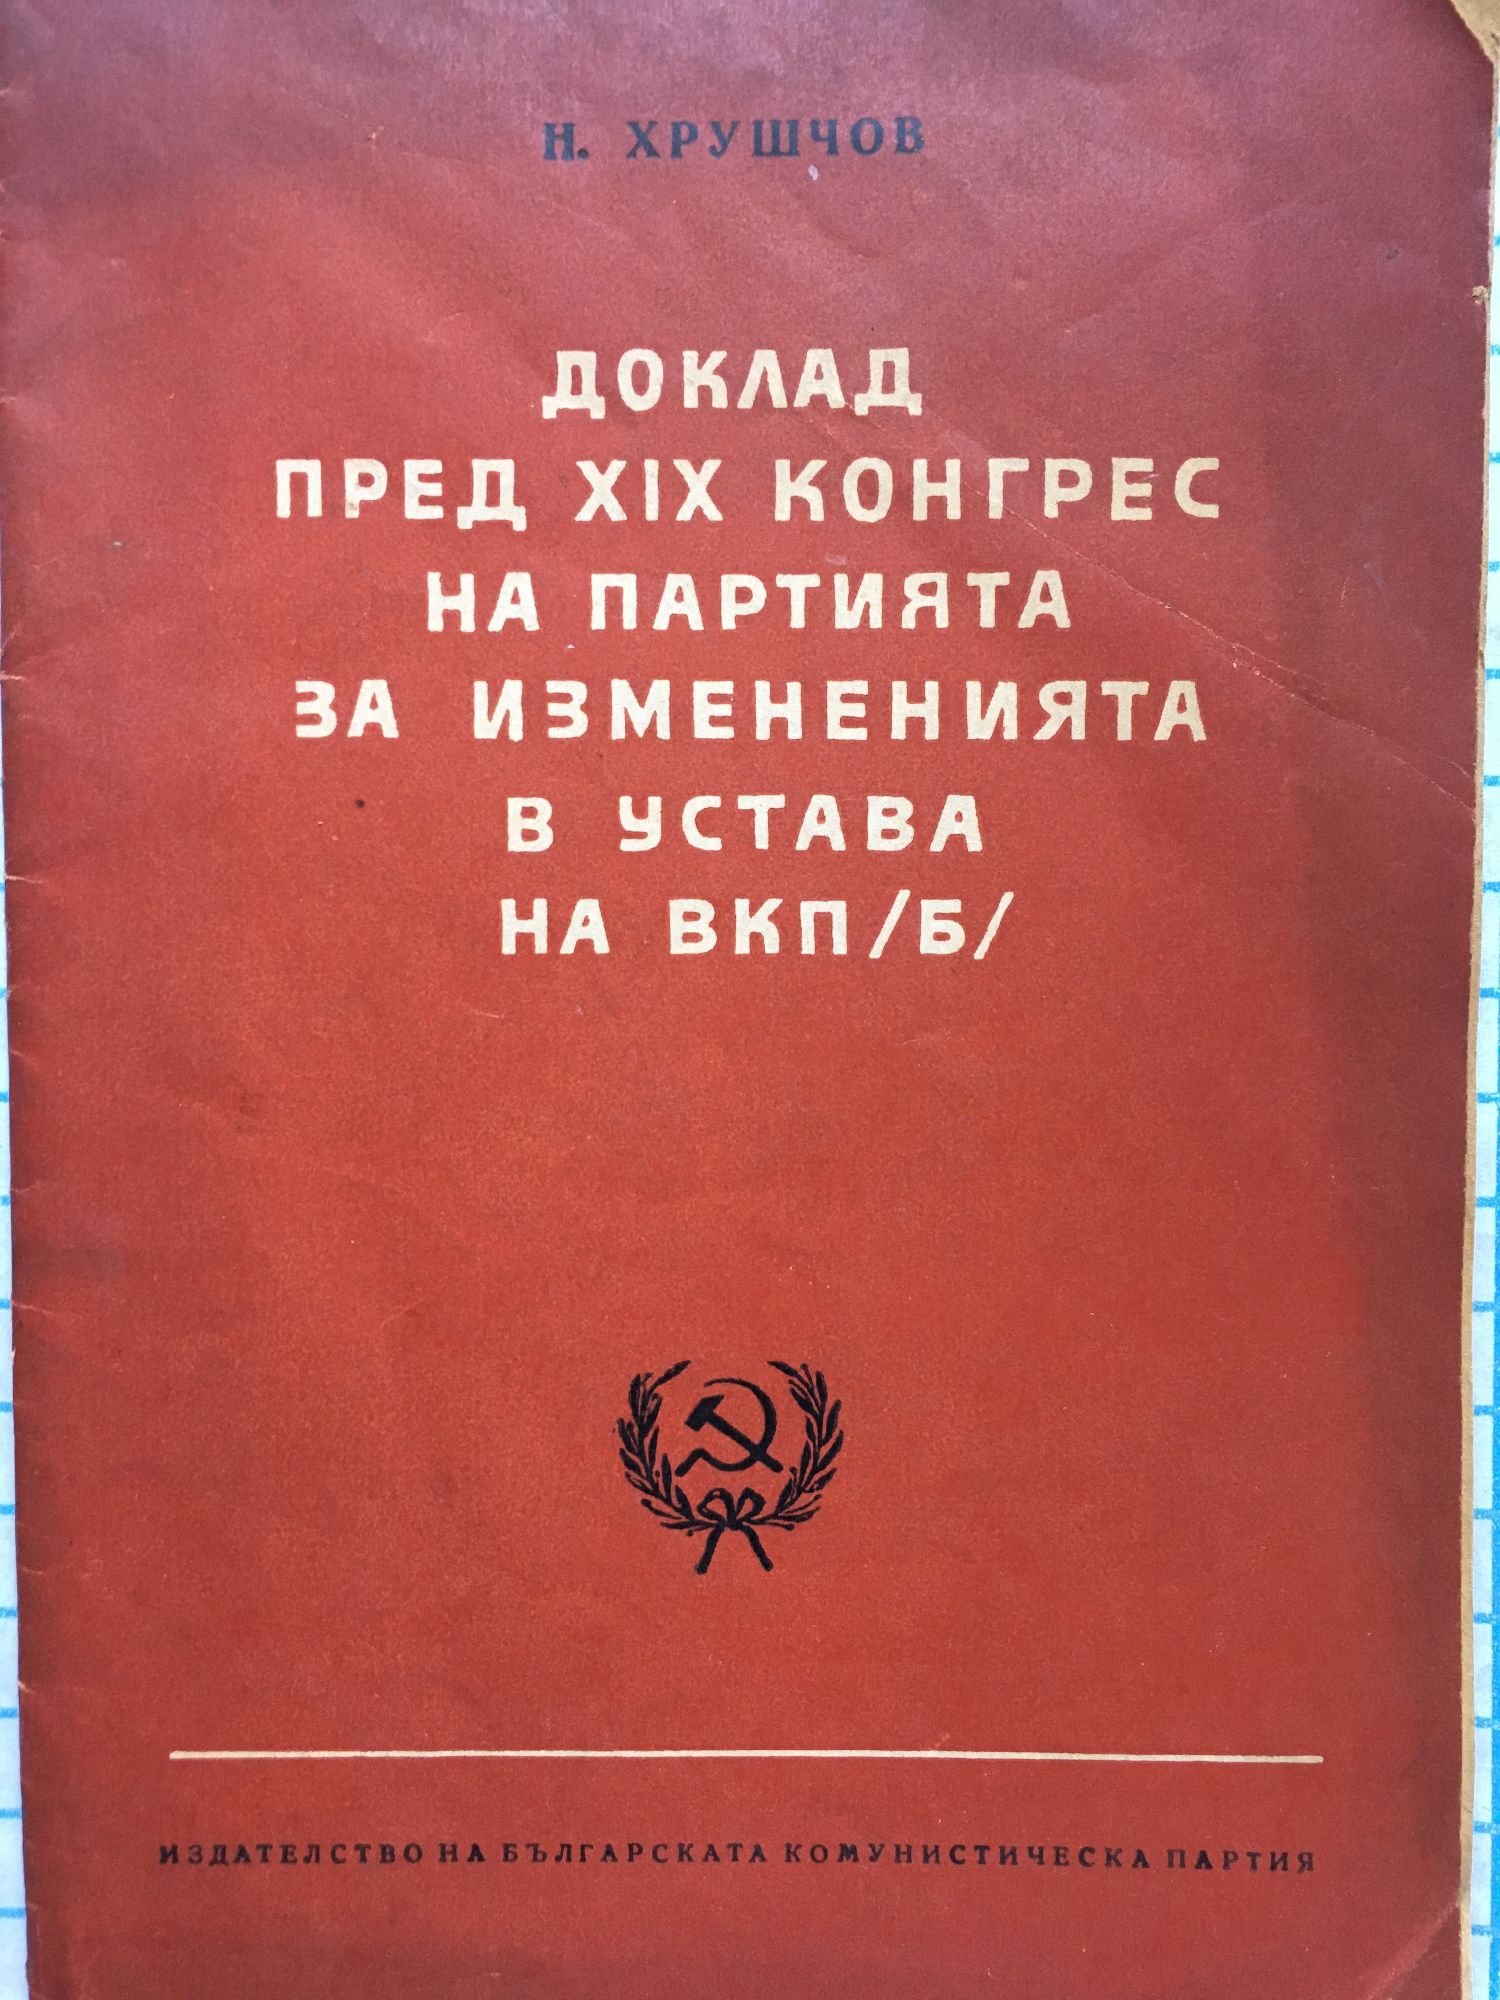 Н. ХРУШЧОВ
ДОКЛАД
ПРЕД XIX КОНГРЕС
НА ПАРТИЯТА
ЗА ИЗМЕНЕНИЯТА
В УСТАВА
НА ВКП/Б/
ИЗДАТЕЛСТВО НА БЪЛГАРСКАТА КОМУНИСТИЧЕСКА ПАРТИЯ